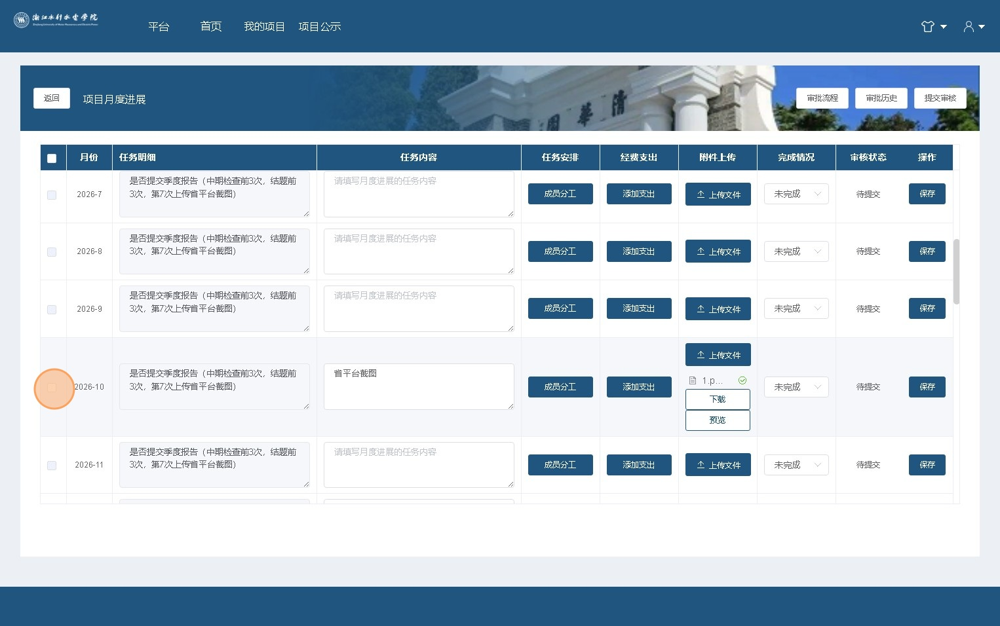 浙江水利水电学院
Zhejiang University of Water Resources and Electric Power
平台
首页
我的项目
项目公示
返回
项目月度进展
清華園
审批流程
审批历史
提交审核
月份
任务明细
任务内容
任务安排
经费支出
附件上传
完成情况
审核状态
操作
2026-7
是否提交季度报告（中期检查前3次，结题前
3次，第7次上传省平台截图）
请填写月度进展的任务内容
成员分工
添加支出
上传文件
未完成
待提交
保存
2026-8
是否提交季度报告（中期检查前3次，结题前
3次，第7次上传省平台截图）
请填写月度进展的任务内容
成员分工
添加支出
上传文件
未完成
待提交
保存
2026-9
是否提交季度报告（中期检查前3次，结题前
3次，第7次上传省平台截图）
请填写月度进展的任务内容
成员分工
添加支出
上传文件
未完成
待提交
保存
2026-10
是否提交季度报告（中期检查前3次，结题前
3次，第7次上传省平台截图）
省平台截图
成员分工
添加支出
上传文件
1.p...
下载
预览
未完成
待提交
保存
2026-11
是否提交季度报告（中期检查前3次，结题前
3次，第7次上传省平台截图）
请填写月度进展的任务内容
成员分工
添加支出
上传文件
未完成
待提交
保存